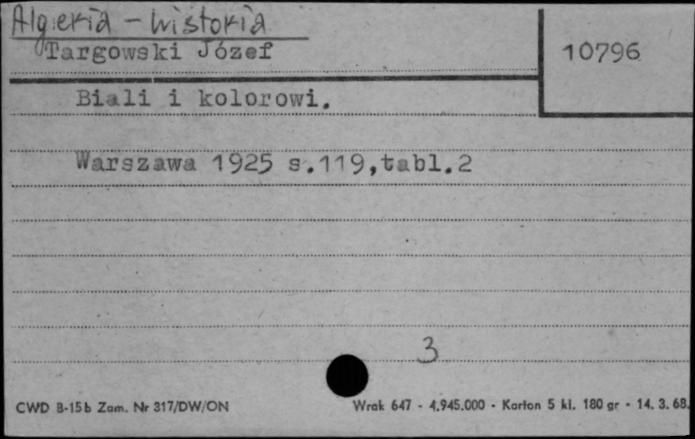 Algieria - historia
Targowski Józef
10796
Biali i kolorowi.
Warszawa 1925 s.119,tabl.2
3
CWD B-15b Zam. Nr 317/DW/ON
Wrak 647 - 4.945.000 - Karton 5 kl. 180 gr - 14. 3. 68.